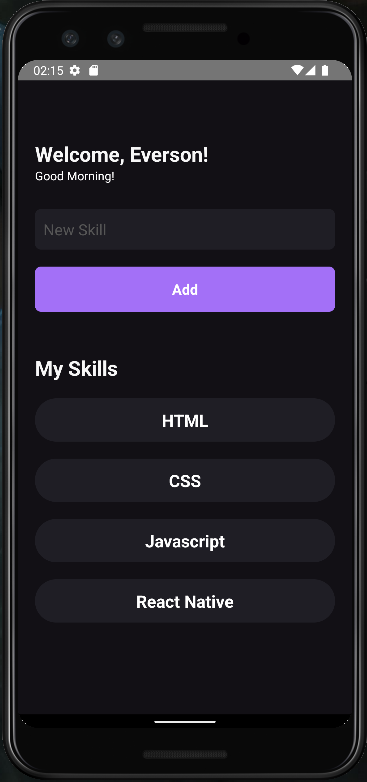 02:15
Welcome, Everson!
Good Morning!
New Skill
Add
My Skills
HTML
CSS
Javascript
React Native